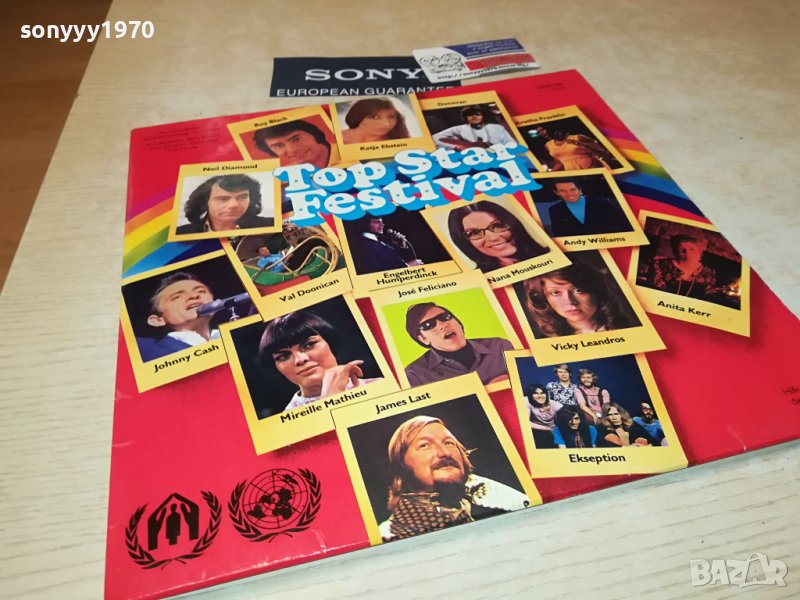 sonyyy1970
SONY
EUROPEAN GUARANTEE
Top Star
Festival
Roy Black
Katja Ebstein
Donovan
Aretha Franklin
Neil Diamond
Val Doonican
Engelbert
Humperdinck
Nana Mouskouri
Andy Williams
Anita Kerr
Johnny Cash
Mireille Mathieu
José Feliciano
Vicky Leandros
James Last
Ekseption
BAZAR